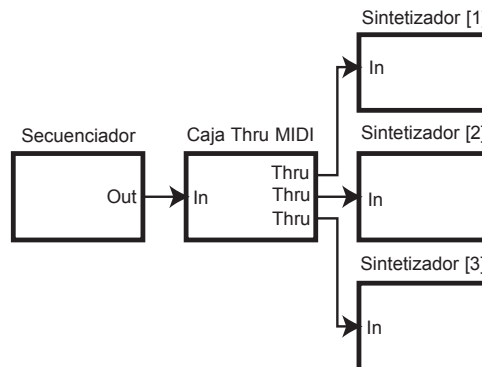 Sintetizador [1
In
Secuenciador
Out
Caja Thru MIDI
In
Thru
Thru
Thru
Sintetizador [2]
In
Sintetizador [3]
In